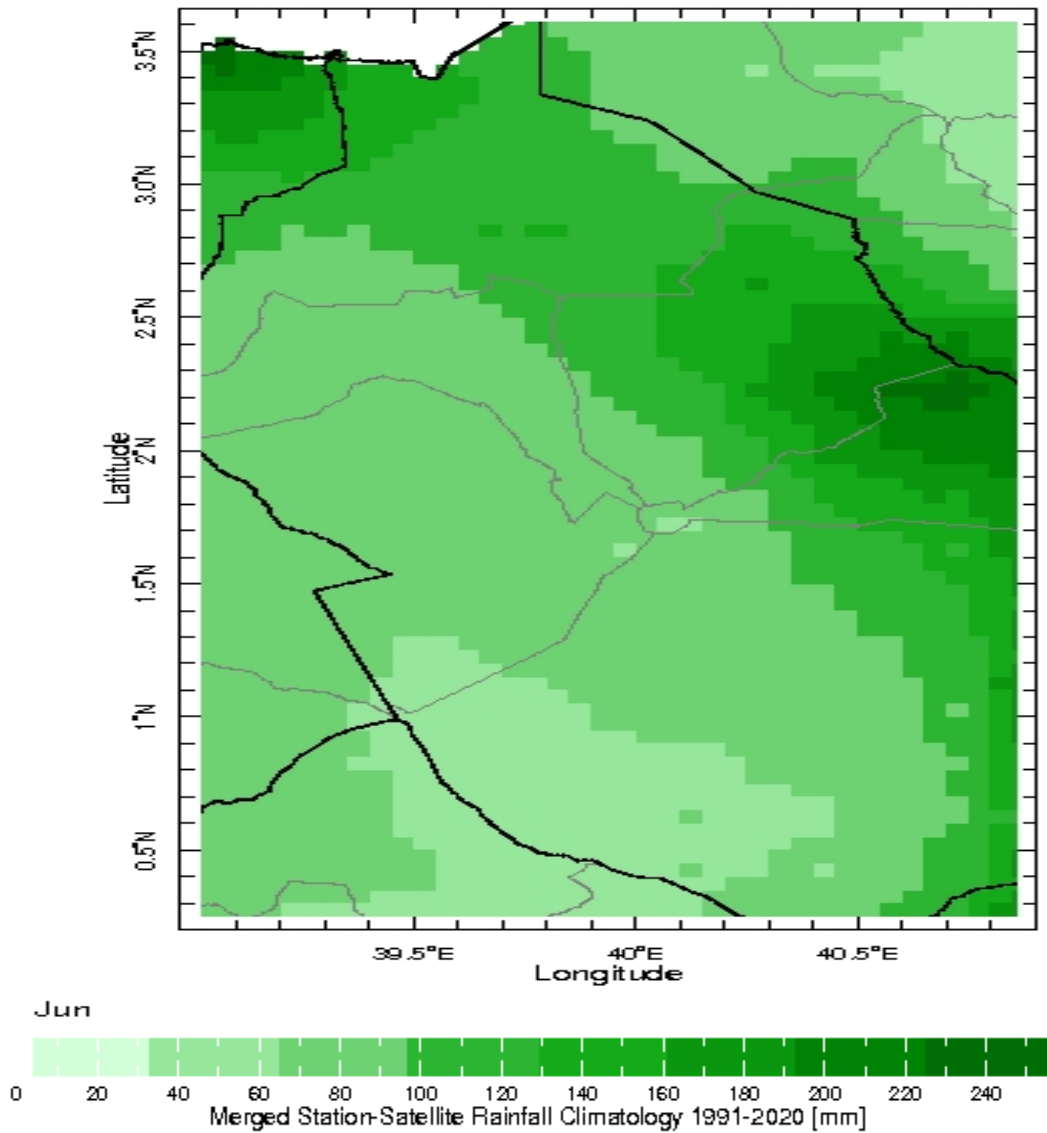 3.5°N
3.0°N
2.5°N
2°N
1.5°N
1°N
0.5°N
Latitude
39.5°E 40°E 40.5°E
Longitude
Jun
0 20 40 60 80 100 120 140 160 180 200 220 240
Merged Station-Satellite Rainfall Climatology 1991-2020 [mm]